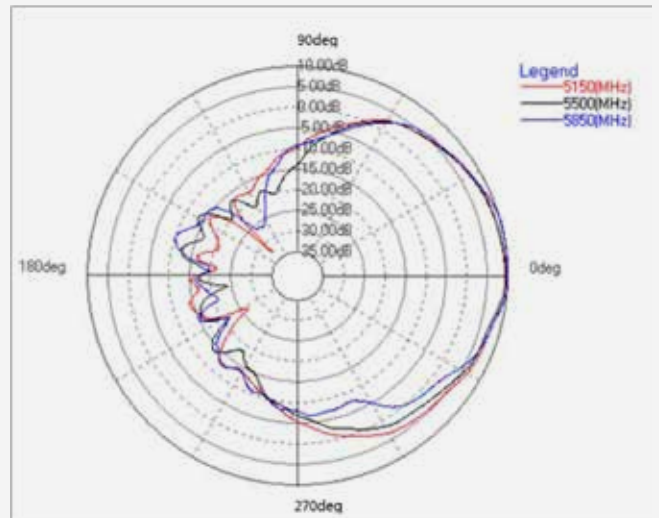 90deg
10.00dB
5.00dB
0.00dB
5.00dB
10.00dB
15.00dB
20.00dB
25.00dB
30.00dB
35.00dB
Legend
5150(MHz)
5500(MHz)
5850(MHz)
180deg
0deg
270deg